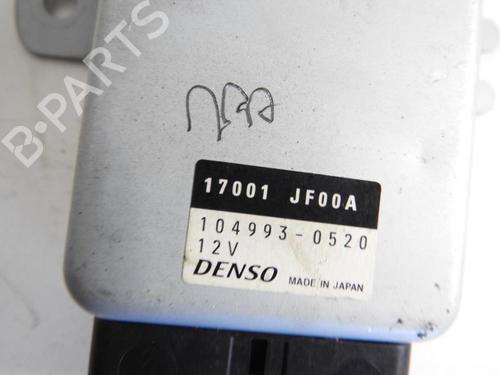 B-PARTS
17001 JF00A
104993-0520
12V
DENSO MADE IN JAPAN